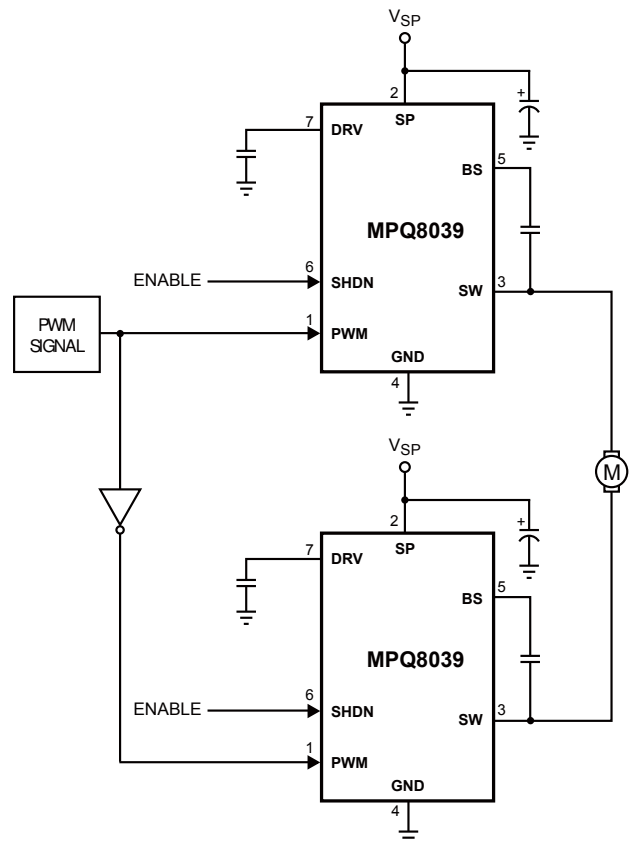 VSP
2
+
SP
7
DRV
5
BS
MPQ8039
6
ENABLE
SHDN
3
SW
PWM
SIGNAL
1
PWM
GND
4
VSP
M
2
+
SP
7
DRV
5
BS
MPQ8039
6
ENABLE
SHDN
3
SW
1
PWM
GND
4